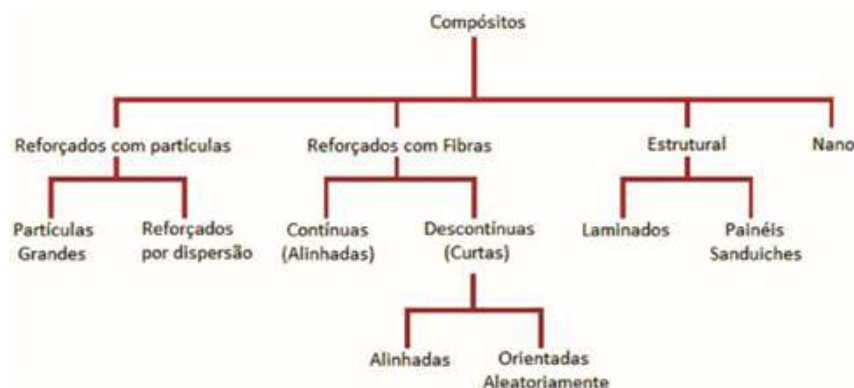 Compósitos
Reforçados com partículas
Reforçados com Fibras
Estrutural
Nano
Partículas
Grandes
Reforçados
por dispersão
Contínuas
(Alinhadas)
Descontínuas
(Curtas)
Laminados
Painéis
Sanduiches
Alinhadas
Orientadas
Aleatoriamente